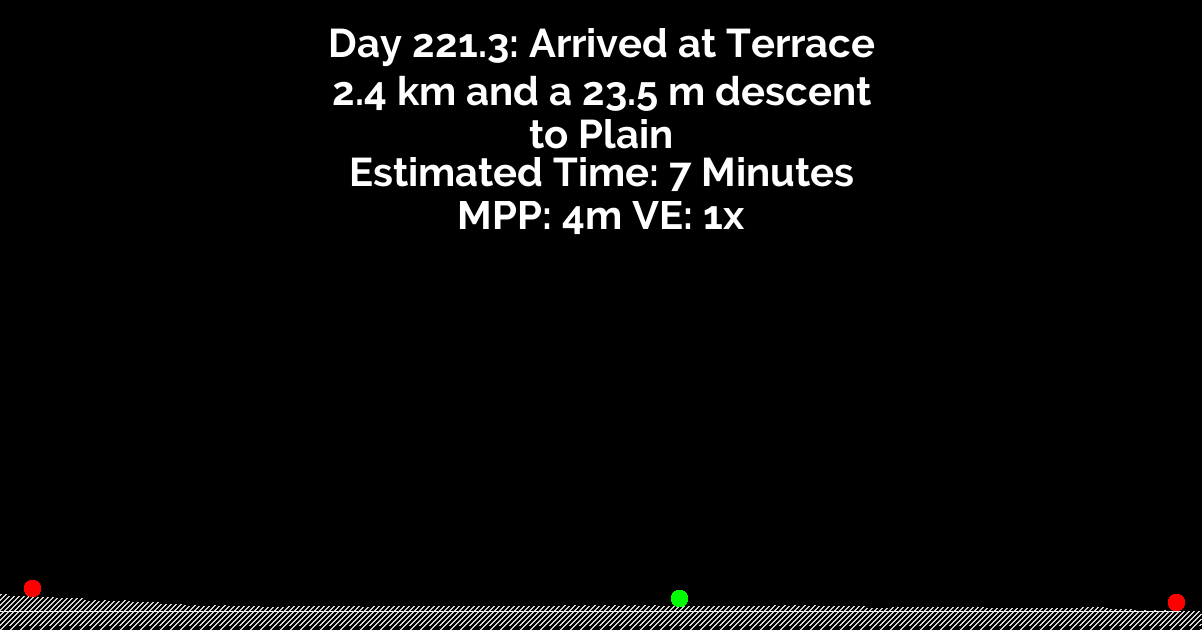 Day 221.3: Arrived at Terrace
2.4 km and a 23.5 m descent
to Plain
Estimated Time: 7 Minutes
MPP: 4m VE: 1x